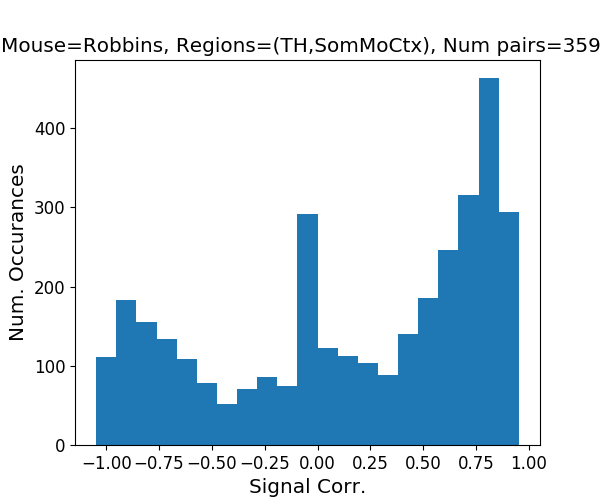 Mouse=Robbins, Regions=(TH,SomMoCtx), Num pairs=359
Num. Occurances
400
300
200
100
0
−1.00 −0.75 −0.50 −0.25 0.00 0.25 0.50 0.75 1.00
Signal Corr.